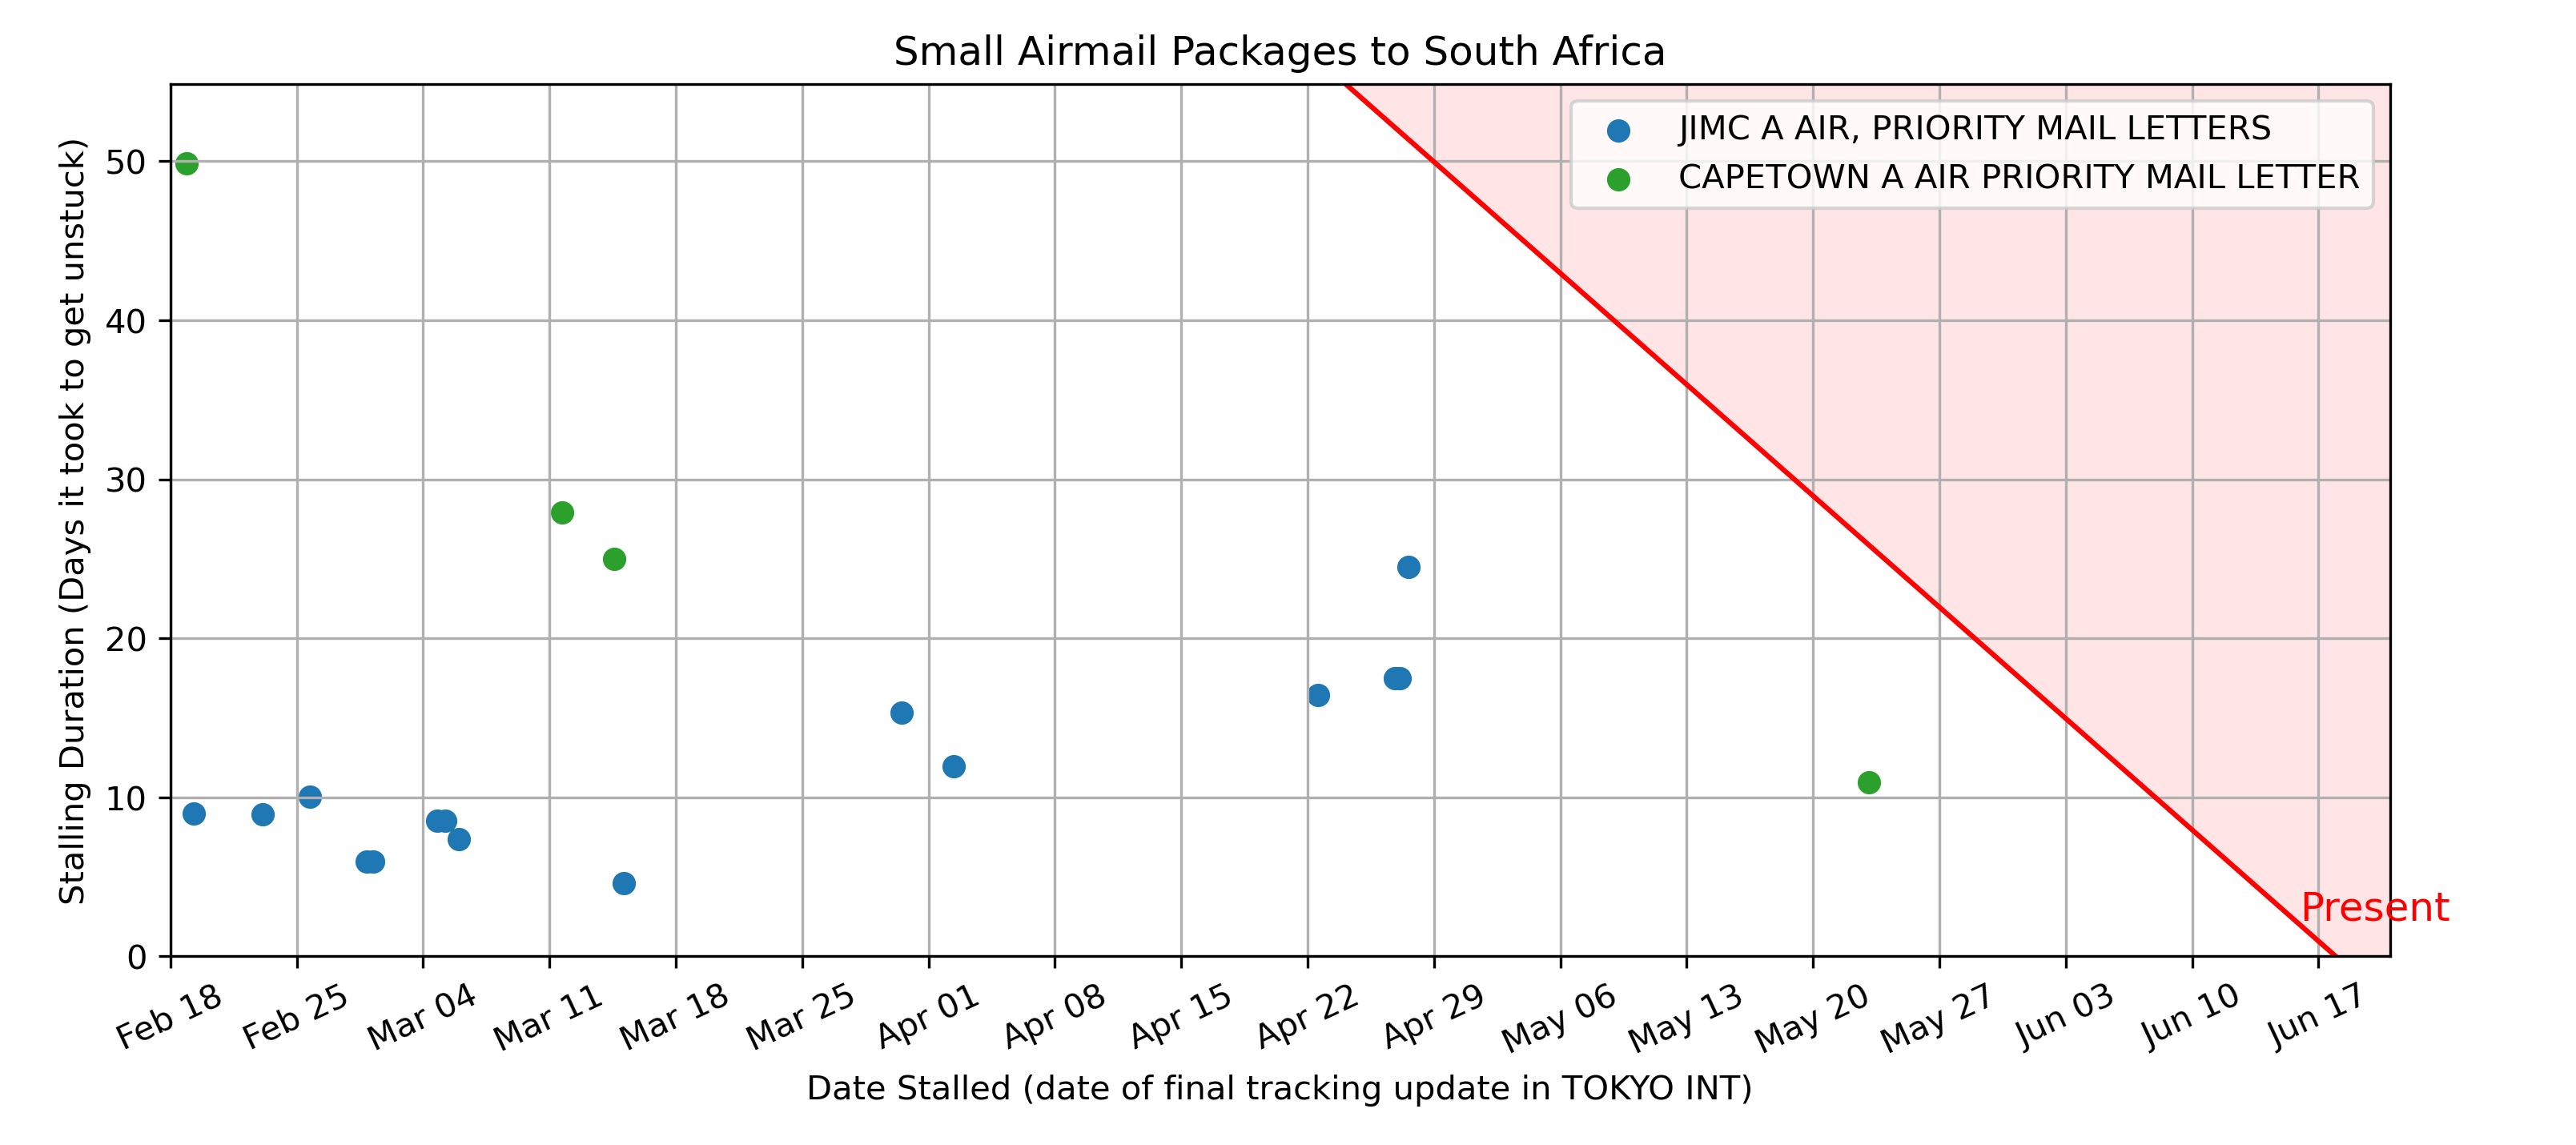 Small Airmail Packages to South Africa
JIMC A AIR, PRIORITY MAIL LETTERS
CAPETOWN A AIR PRIORITY MAIL LETTER
Stalling Duration (Days it took to get unstuck)
50
40
30
20
10
0
Present
Feb 18
Feb 25
Mar 04
Mar 11
Mar 18
Mar 25
Apr 01
Apr 08
Apr 15
Apr 22
Apr 29
May 06
May 13
May 20
May 27
Jun 03
Jun 10
Jun 17
Date Stalled (date of final tracking update in TOKYO INT)